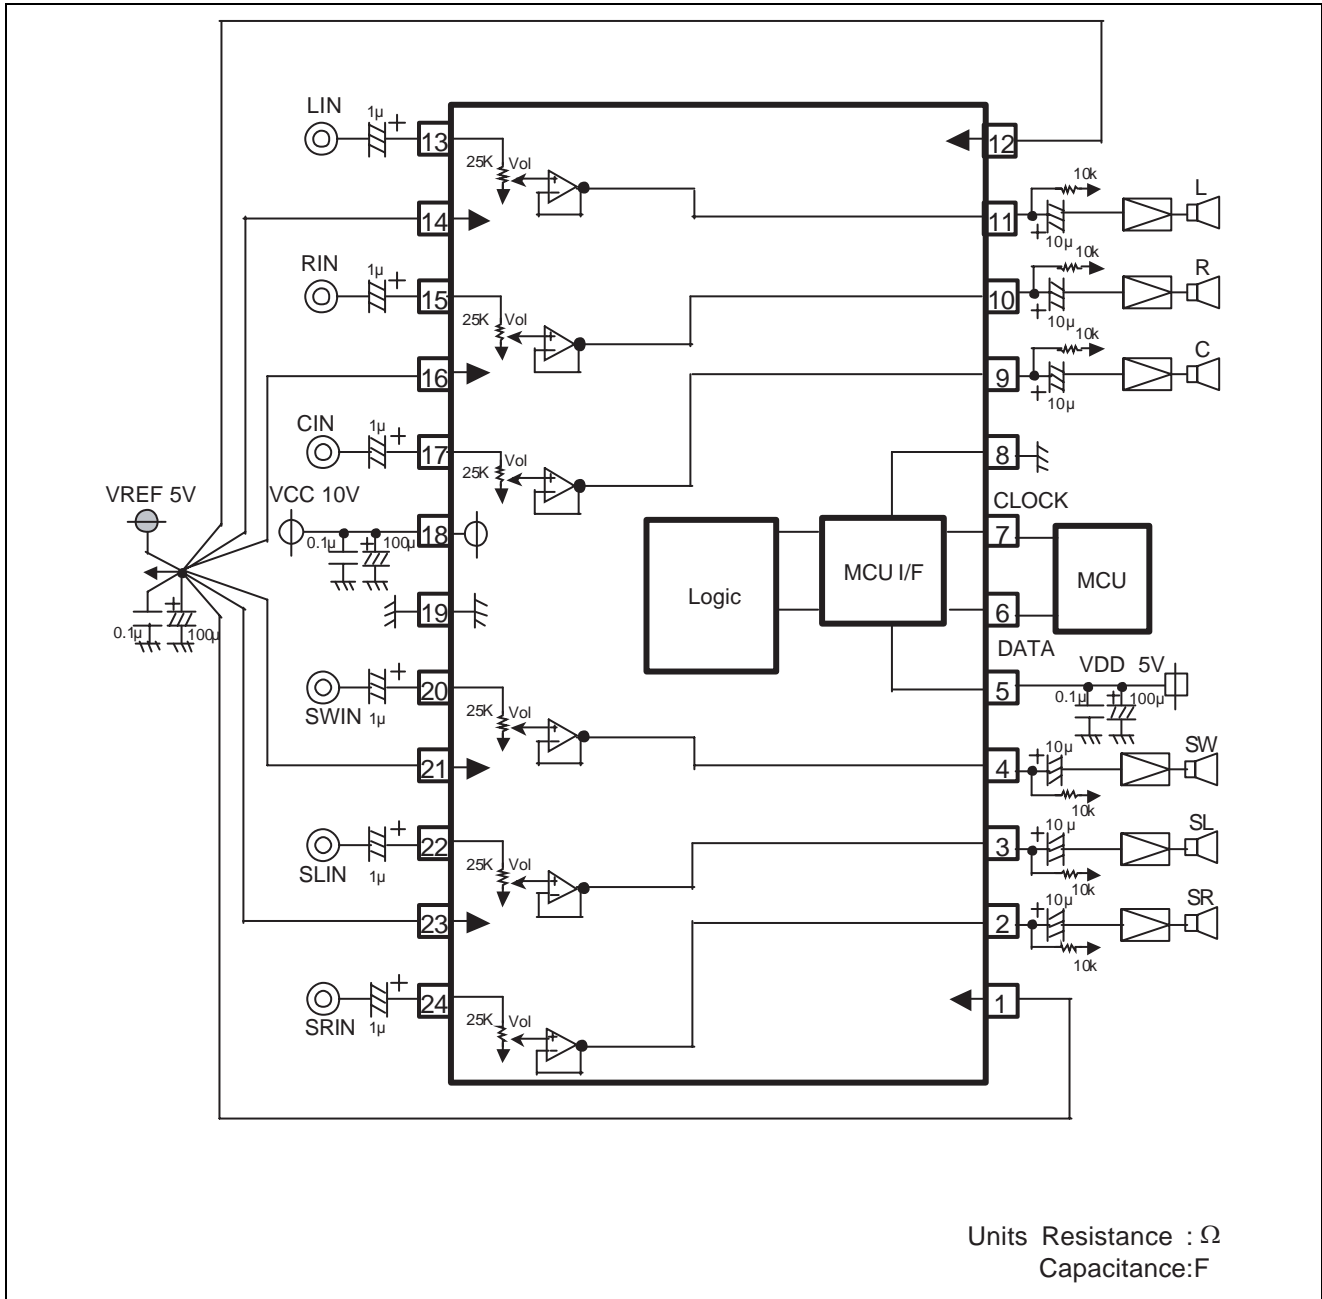 LIN
1µ
+
13
25K
Vol
+
−
12
14
11
10k
L
+
10µ
RIN
1µ
+
15
25K
Vol
+
−
10
10k
R
+
10µ
16
9
10k
C
+
10µ
CIN
1µ
+
17
25K
Vol
+
−
8
VREF 5V
VCC 10V
18
0.1µ
+
100µ
CLOCK
7
Logic
MCU I/F
MCU
19
6
0.1µ
+
100µ
DATA
VDD 5V
5
0.1µ
+
100µ
SWIN
1µ
+
20
25K
Vol
+
−
21
4
+
10µ
10k
SW
SLIN
1µ
+
22
25K
Vol
+
−
3
+
10µ
10k
SL
23
2
+
10µ
10k
SR
SRIN
1µ
+
24
25K
Vol
+
−
1
Units Resistance : Ω
Capacitance:F